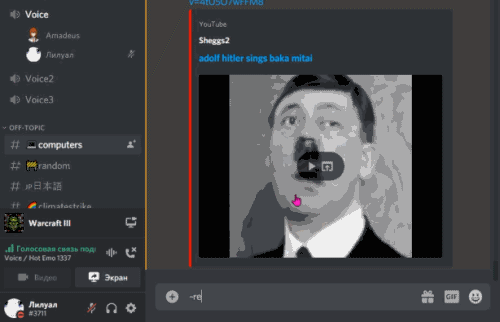 Voice
Amadeus
Лилуал
Voice2
Voice3
OFF-TOPIC
computers
random
JP日本語
climatestrike
Warcraft III
Голосовая связь под
Voice / Hot Emo 1337
Видео
Экран
Лилуал
#3711
YouTube
Sheggs2
adolf hitler sings baka mitai
-re
GIF